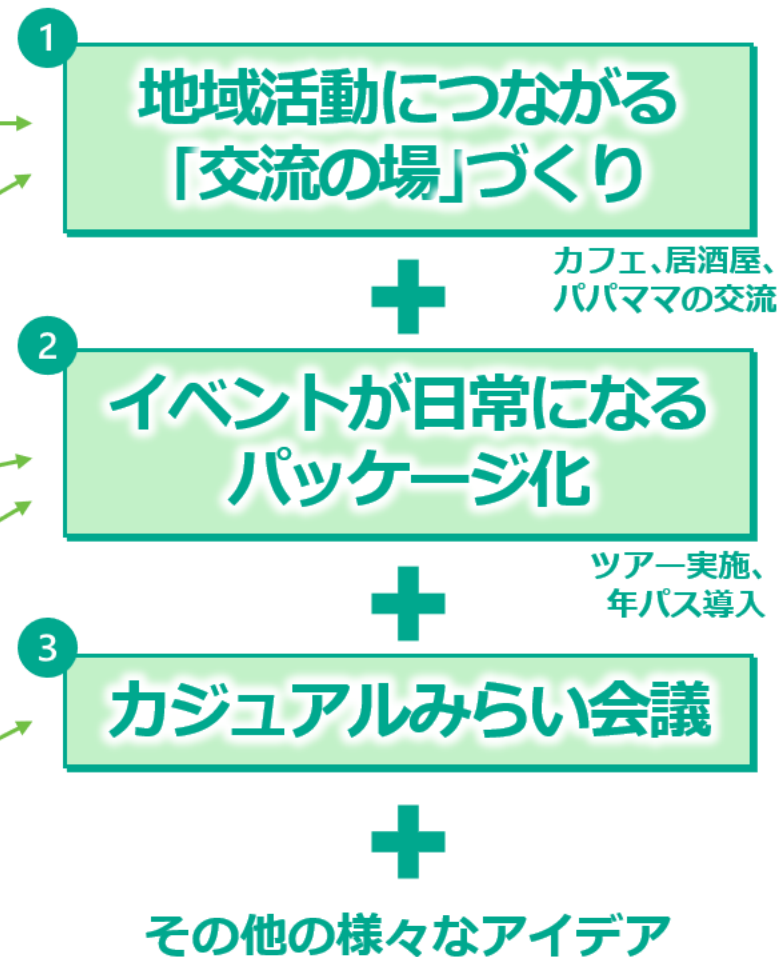 1
地域活動につながる
「交流の場」づくり
カフェ、居酒屋、
パパママの交流
2
イベントが日常になる
パッケージ化
ツアー実施、
年パス導入
3
カジュアルみらい会議
その他の様々なアイデア